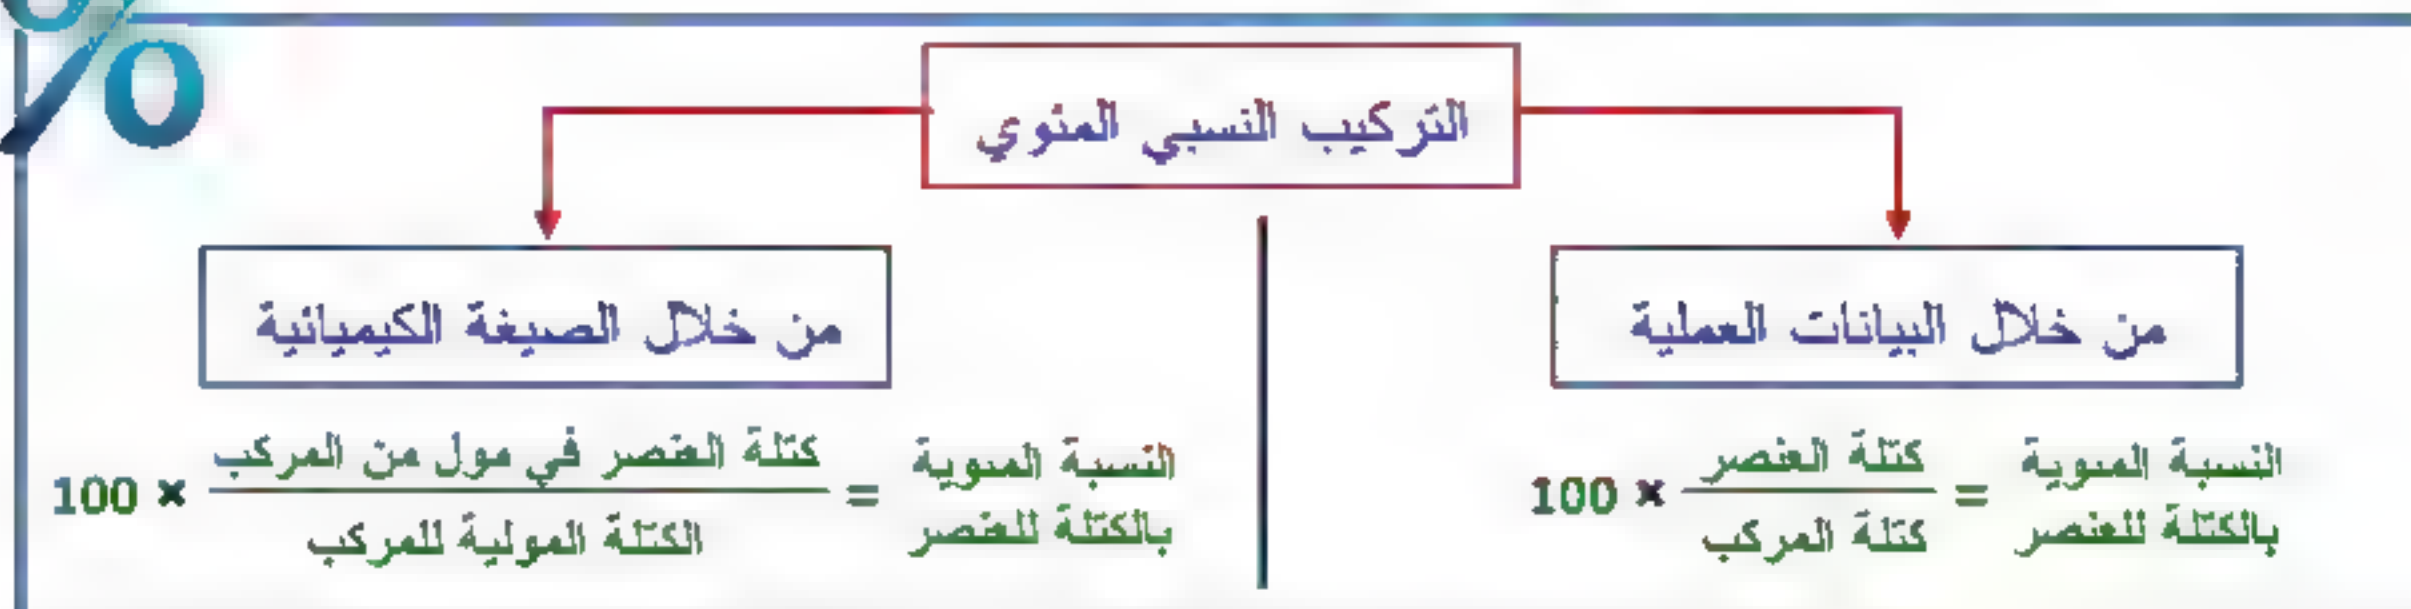 %
التركيب النسبي المئوي
من خلال البيانات العملية
النسبة المئوية بالكتلة للعنصر = كتلة العنصر / كتلة المركب × 100
من خلال الصيغة الكيميائية
النسبة المئوية بالكتلة للعنصر = كتلة العنصر في مول من المركب / الكتلة المولية للمركب × 100